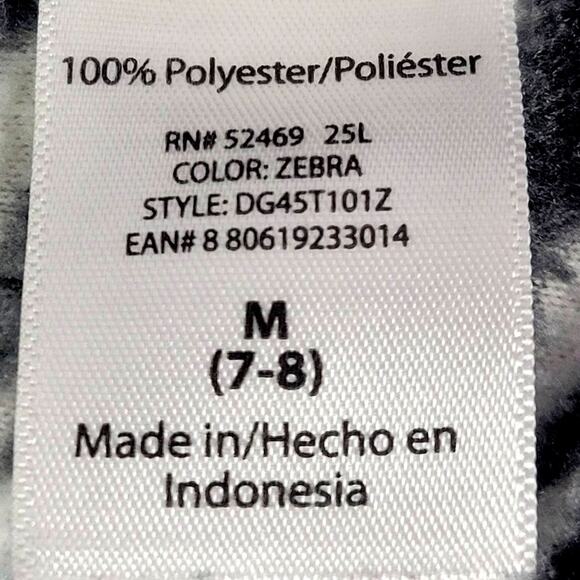 100% Polyester/Poliéster
RN# 52469 25L
COLOR: ZEBRA
STYLE: DG45T101Z
EAN# 8 80619233014
M
(7-8)
Made in/Hecho en
Indonesia